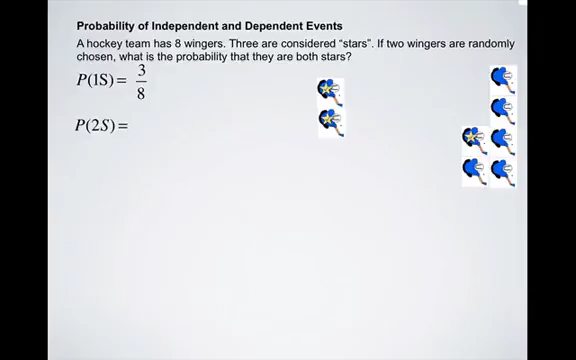 Probability of Independent and Dependent Events
A hockey team has 8 wingers. Three are considered “stars”. If two wingers are randomly
chosen, what is the probability that they are both stars?
P(1S) = 3/8
P(2S) =